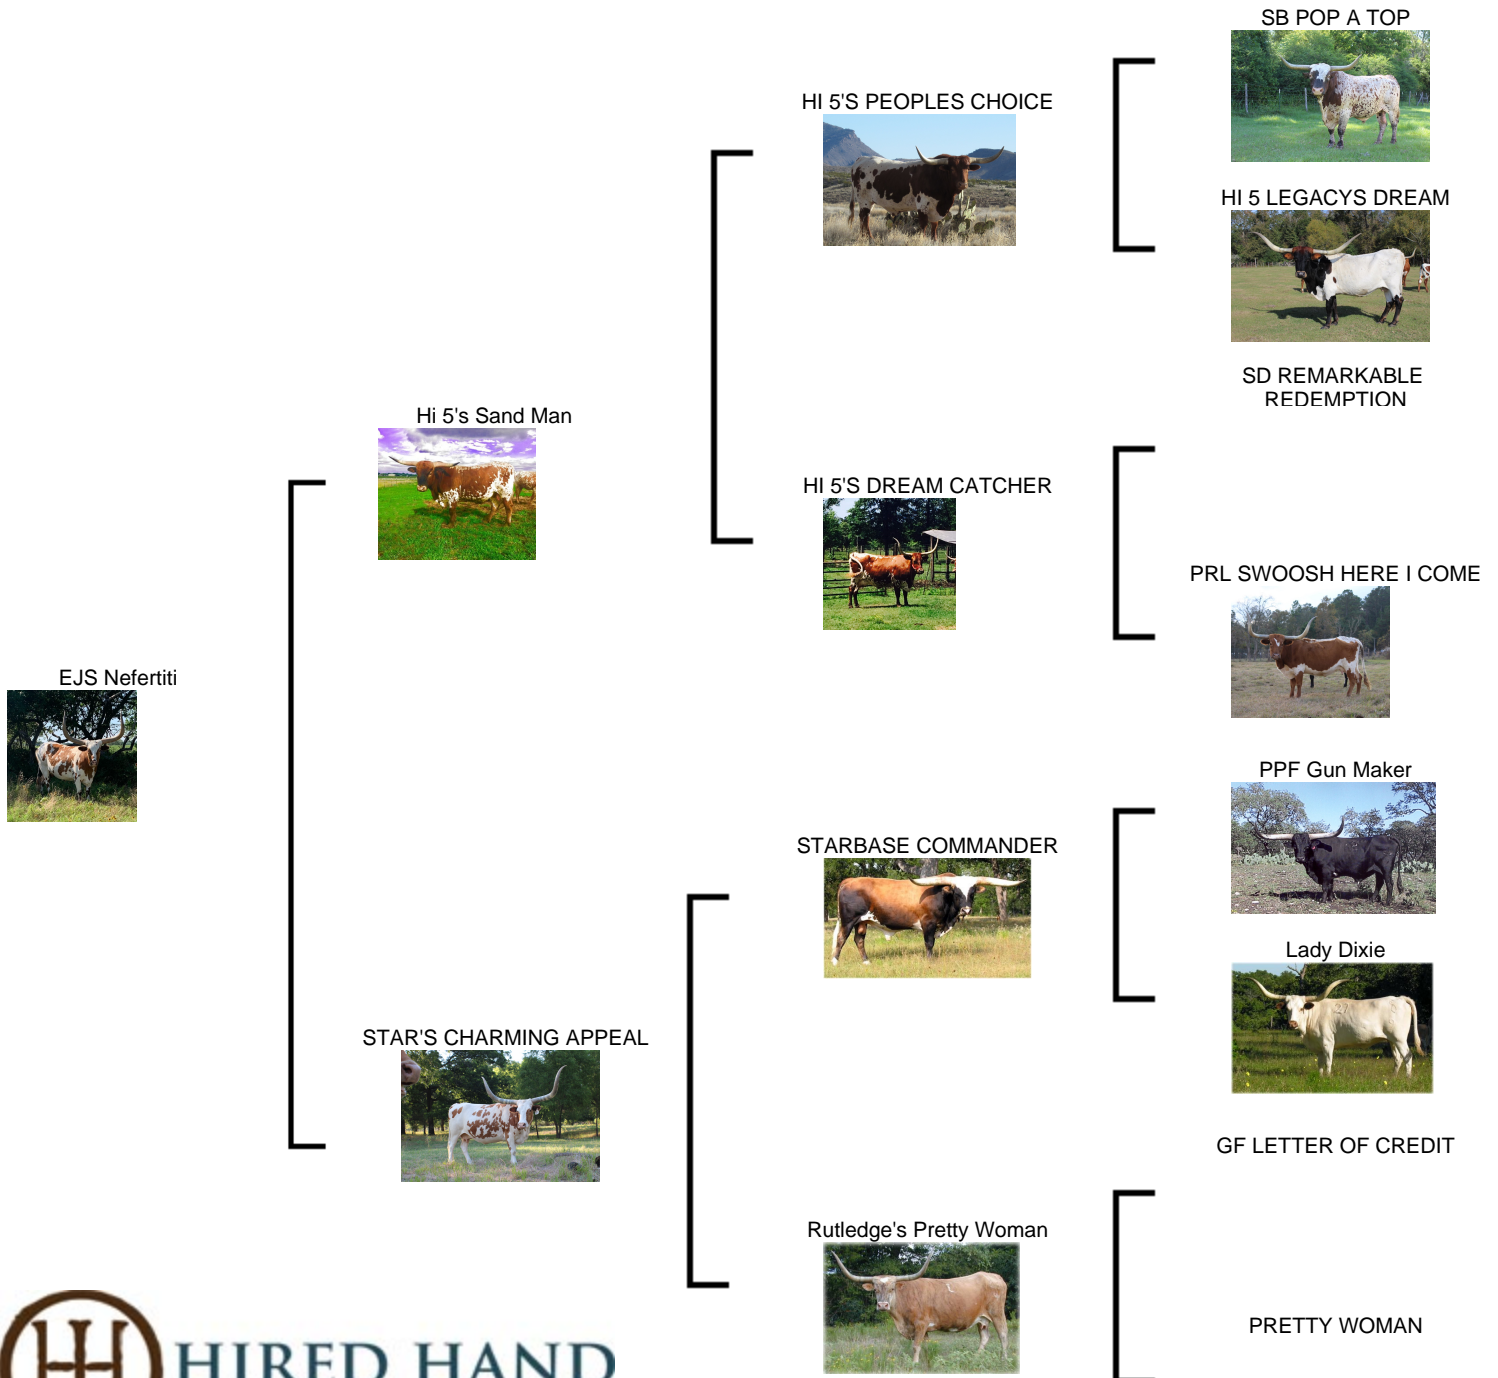 SB POP A TOP
HI 5'S PEOPLES CHOICE
HI 5 LEGACYS DREAM
SD REMARKABLE
REDEMPTION
Hi 5's Sand Man
HI 5'S DREAM CATCHER
PRL SWOOSH HERE I COME
EJS Nefertiti
PPF Gun Maker
STARBASE COMMANDER
Lady Dixie
STAR'S CHARMING APPEAL
GF LETTER OF CREDIT
Rutledge's Pretty Woman
PRETTY WOMAN
HIRED HAND